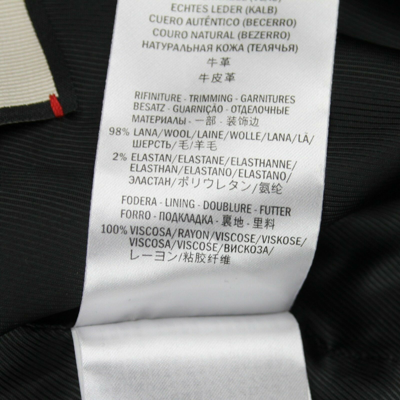 ECHTES LEDER (KALB)
CUERO AUTÉNTICO (BECERRO)
COURO NATURAL (BEZERRO)
НАТУРАЛЬНАЯ КОЖА (ТЕЛЯЧЬЯ)
牛革
牛皮革
RIFINITURE - TRIMMING - GARNITURES
BESATZ - GUARNIÇÃO - ОТДЕЛОЧНЫЕ
МАТЕРИАЛЫ - 一部 - 装饰边
98% LANA/WOOL/LAINE/WOLLE/LANA/LÃ/
ШЕРСТЬ/毛/羊毛
2% ELASTAN/ELASTANE/ELASTHANNE/
ELASTHAN/ELASTANO/ELASTANO/
ЭЛАСТАН/ポリウレタン/氨纶
FODERA - LINING - DOUBLURE - FUTTER
FORRO - ПОДКЛАДКА - 裏地 - 里料
100% VISCOSA/RAYON/VISCOSE/VISKOSE/
VISCOSA/VISCOSE/ВИСКОЗА/
レーヨン/粘胶纤维